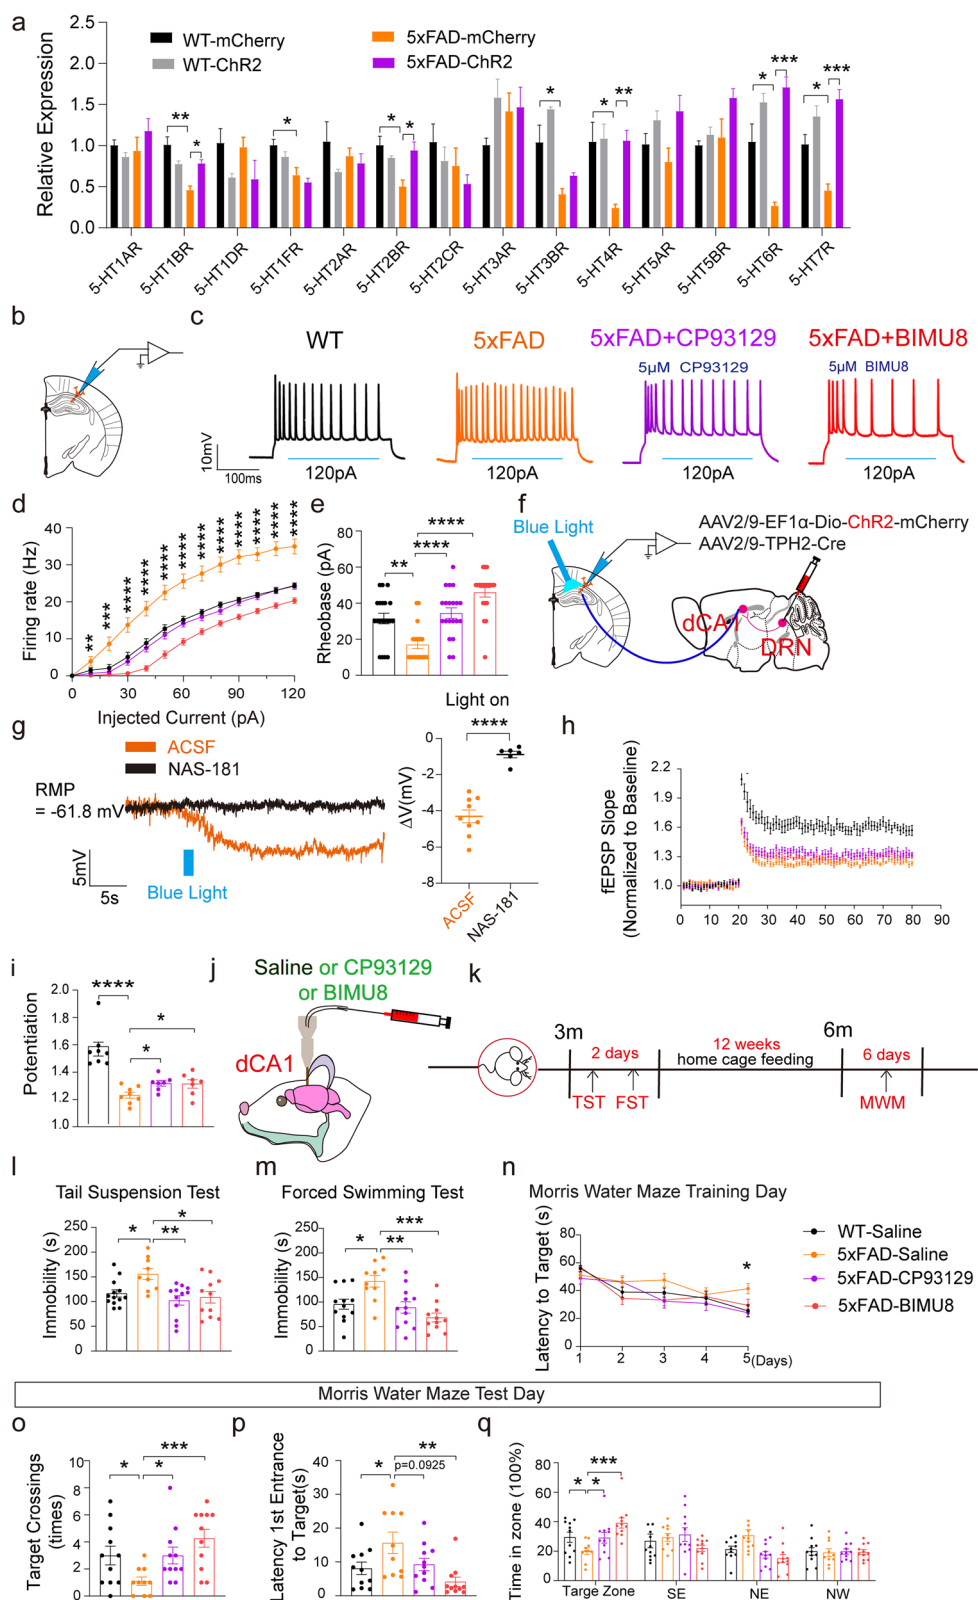 a
2.5
2.0
1.5
1.0
0.5
0.0
Relative Expression
WT-mCherry
WT-ChR2
5xFAD-mCherry
5xFAD-ChR2
** * * * * * * ** * *** * ***
5-HT1AR 5-HT1BR 5-HT1DR 5-HT1FR 5-HT2AR 5-HT2BR 5-HT2CR 5-HT3AR 5-HT3BR 5-HT4R 5-HT5AR 5-HT5BR 5-HT6R 5-HT7R
b
c
WT 5xFAD 5xFAD+CP93129 5xFAD+BIMU8
5μM CP93129 5μM BIMU8
10mV
100ms
120pA 120pA 120pA 120pA
d
Firing rate (Hz)
40
20
0
** *** **** **** **** **** **** **** **** **** **** ****
0 30 60 90 120
Injected Current (pA)
e
Rheobase (pA)
80
60
40
20
0
****
****
**
f
Blue Light
AAV2/9-EF1α-Dio-ChR2-mCherry
AAV2/9-TPH2-Cre
dCA1
DRN
g
ACSF
NAS-181
RMP
= -61.8 mV
5mV
5s
Blue Light
Light on
****
ΔV(mV)
0
-2
-4
-6
-8
ACSF NAS-181
h
fEPSP Slope
(Normalized to Baseline)
2.2
1.9
1.6
1.3
1.0
0 10 20 30 40 50 60 70 80 90
i
Potentiation
2.0
1.8
1.6
1.4
1.2
1.0
****
*
*
j
Saline or CP93129
or BIMU8
dCA1
k
3m 6m
2 days 12 weeks 6 days
home cage feeding
TST FST MWM
l
Tail Suspension Test
Immobility (s)
250
200
150
100
50
0
*
* **
m
Forced Swimming Test
Immobility (s)
250
200
150
100
50
0
***
* **
n
Morris Water Maze Training Day
Latency to Target (s)
80
60
40
20
0
*
1 2 3 4 5 (Days)
WT-Saline
5xFAD-Saline
5xFAD-CP93129
5xFAD-BIMU8
Morris Water Maze Test Day
o
Target Crossings
(times)
10
8
6
4
2
0
***
* *
p
Latency 1st Entrance
to Target(s)
40
30
20
10
0
**
* p=0.0925
q
Time in zone (100%)
80
60
40
20
0
***
* *
Targe Zone SE NE NW